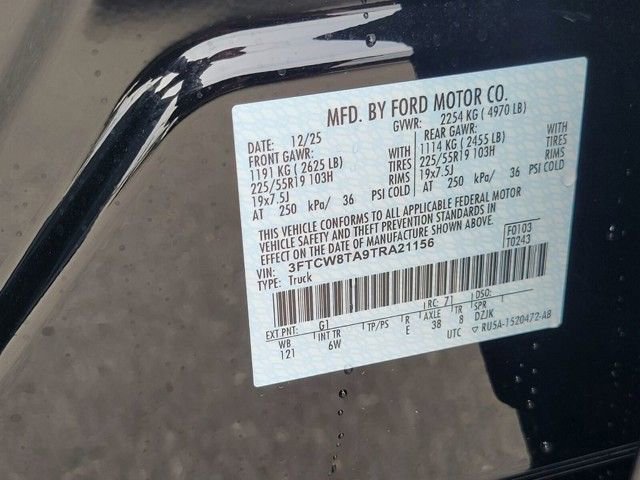 MFD. BY FORD MOTOR CO.
DATE: 12/25 GVWR: 2254 KG ( 4970 LB)
FRONT GAWR: REAR GAWR:
1191 KG ( 2625 LB) WITH 1114 KG ( 2455 LB) WITH
225/55R19 103H TIRES 225/55R19 103H TIRES
19x7.5J RIMS 19x7.5J RIMS
AT 250 kPa/ 36 PSI COLD AT 250 kPa/ 36 PSI COLD
THIS VEHICLE CONFORMS TO ALL APPLICABLE FEDERAL MOTOR
VEHICLE SAFETY AND THEFT PREVENTION STANDARDS IN
EFFECT ON THE DATE OF MANUFACTURE SHOWN ABOVE.
VIN: 3FTCW8TA9TRA21156 F0103
TYPE: Truck T0243
EXT PNT: G1 RC: 71 DSO:
WB INT TR TP/PS R AXLE TR SPR
121 6W E 38 8 DZJK
UTC ▽ RU5A-1520472-AB